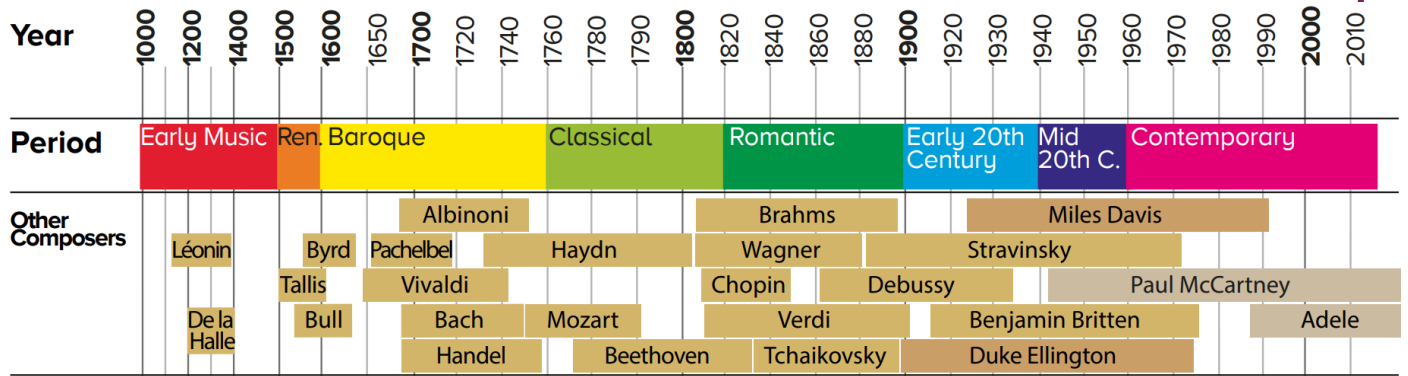 Year 1000 1200 1400 1500 1600 1650 1700 1720 1740 1760 1780 1790 1800 1820 1840 1860 1880 1900 1920 1930 1940 1950 1960 1970 1980 1990 2000 2010
Period Early Music Ren. Baroque Classical Romantic Early 20th Century Mid 20th C. Contemporary
Other Composers
Albinoni Brahms Miles Davis
Léonin Byrd Pachelbel Haydn Wagner Stravinsky
Tallis Vivaldi Chopin Debussy Paul McCartney
De la Halle Bull Bach Mozart Verdi Benjamin Britten Adele
Handel Beethoven Tchaikovsky Duke Ellington